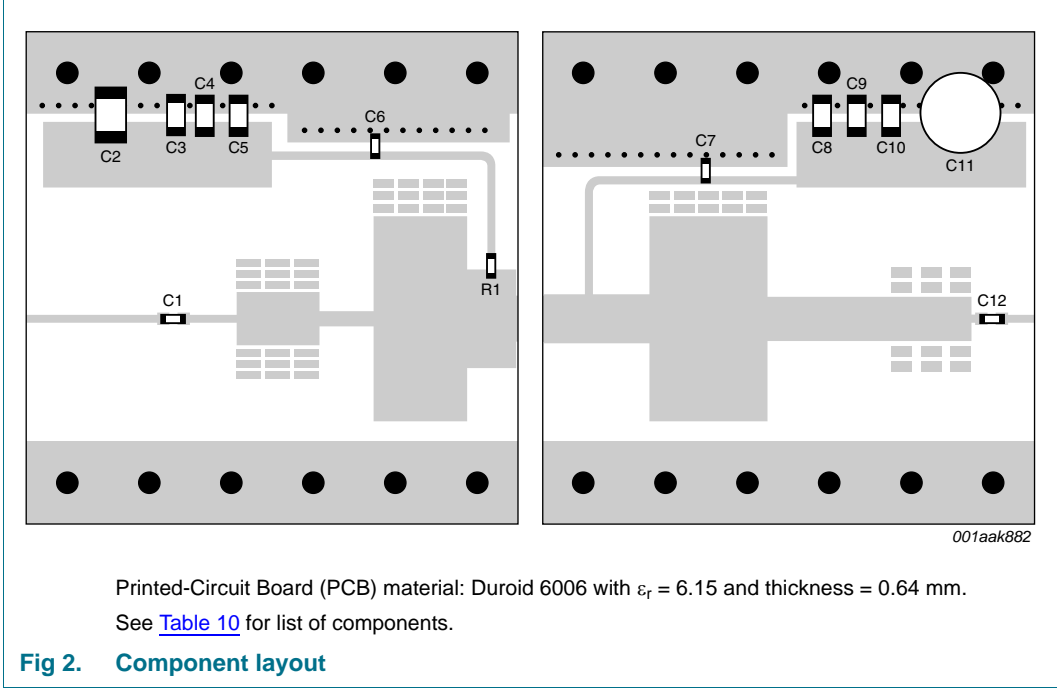 C4
C9
C6
C7
C2
C3
C5
C8
C10
C11
R1
C1
C12
001aak882
Printed-Circuit Board (PCB) material: Duroid 6006 with εr = 6.15 and thickness = 0.64 mm.
See Table 10 for list of components.
Fig 2. Component layout